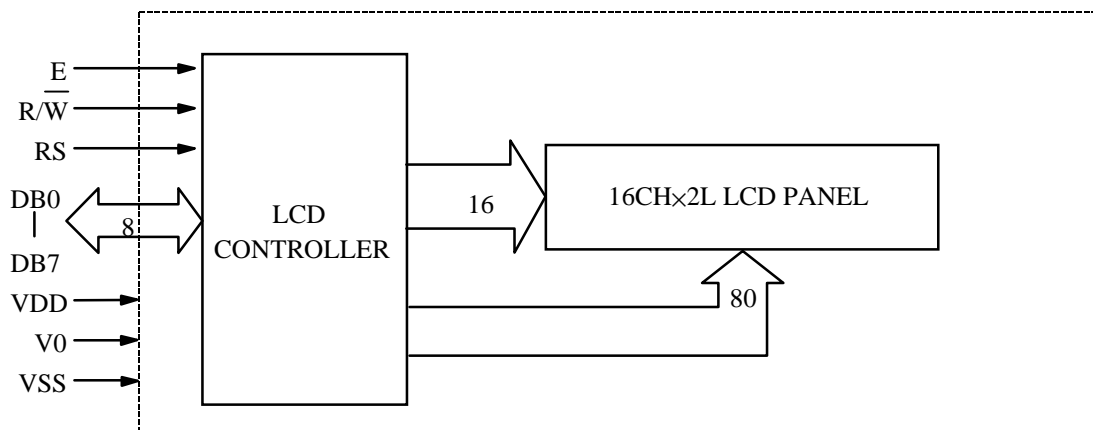 E
R/W̅
RS
DB0
DB7
8
VDD
V0
VSS
LCD
CONTROLLER
16
16CH×2L LCD PANEL
80